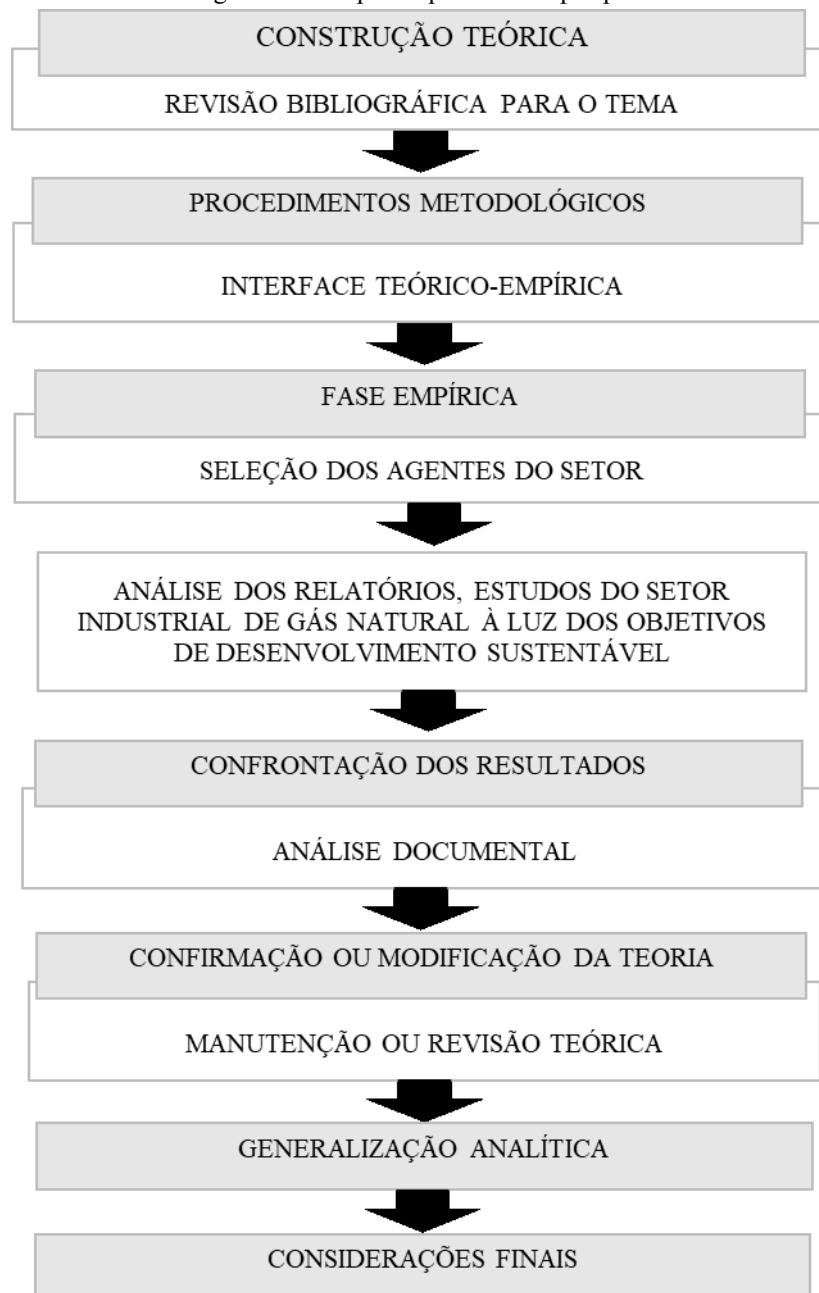 CONSTRUÇÃO TEÓRICA
REVISÃO BIBLIOGRÁFICA PARA O TEMA
PROCEDIMENTOS METODOLÓGICOS
INTERFACE TEÓRICO-EMPÍRICA
FASE EMPÍRICA
SELEÇÃO DOS AGENTES DO SETOR
ANÁLISE DOS RELATÓRIOS, ESTUDOS DO SETOR
INDUSTRIAL DE GÁS NATURAL À LUZ DOS OBJETIVOS
DE DESENVOLVIMENTO SUSTENTÁVEL
CONFRONTAÇÃO DOS RESULTADOS
ANÁLISE DOCUMENTAL
CONFIRMAÇÃO OU MODIFICAÇÃO DA TEORIA
MANUTENÇÃO OU REVISÃO TEÓRICA
GENERALIZAÇÃO ANALÍTICA
CONSIDERAÇÕES FINAIS